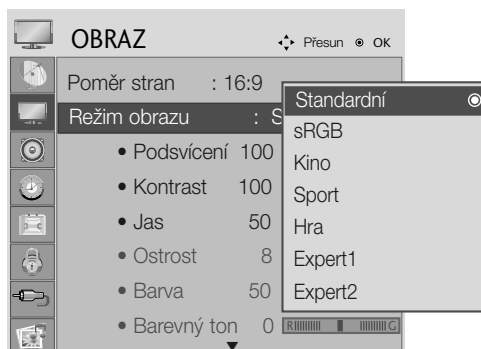 OBRAZ Přesun OK
Poměr stran : 16:9
Režim obrazu : S
• Podsvícení 100
• Kontrast 100
• Jas 50
• Ostrost 8
• Barva 50
• Barevný ton 0 R G
Standardní
sRGB
Kino
Sport
Hra
Expert1
Expert2